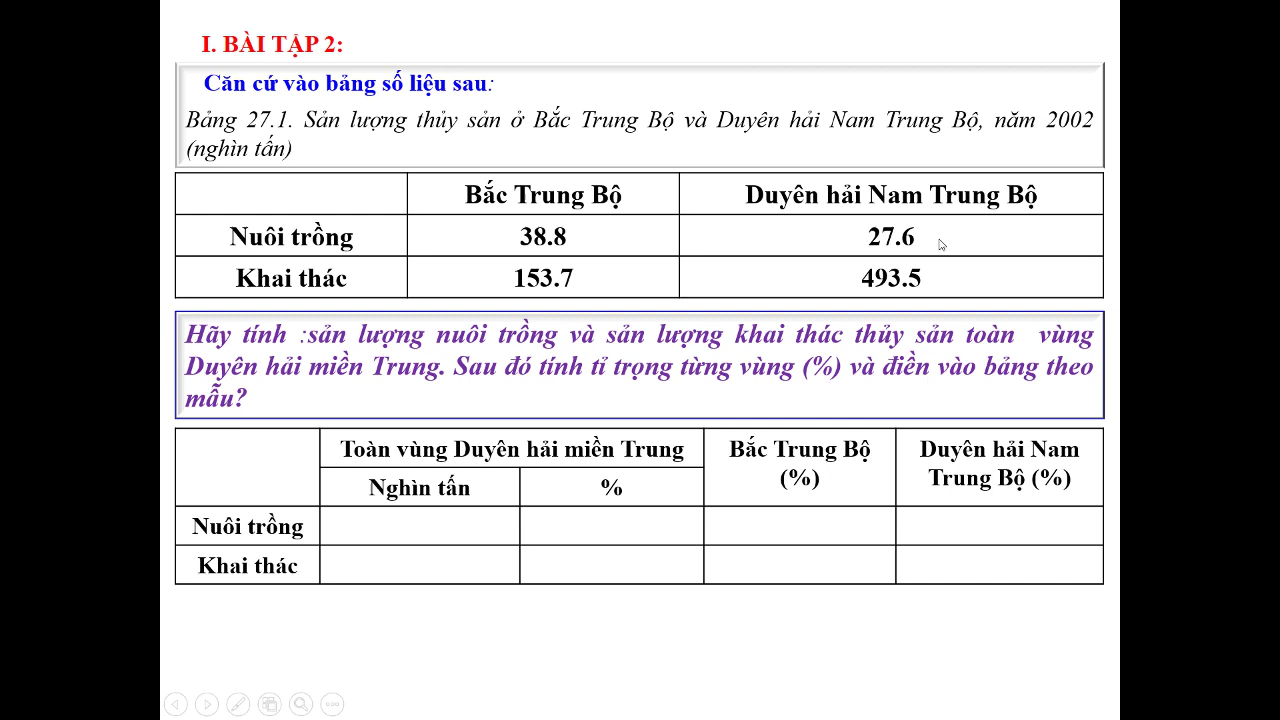 I. BÀI TẬP 2:
Căn cứ vào bảng số liệu sau:
Bảng 27.1. Sản lượng thủy sản ở Bắc Trung Bộ và Duyên hải Nam Trung Bộ, năm 2002
(nghìn tấn)
Bắc Trung Bộ Duyên hải Nam Trung Bộ
Nuôi trồng 38.8 27.6
Khai thác 153.7 493.5
Hãy tính :sản lượng nuôi trồng và sản lượng khai thác thủy sản toàn vùng
Duyên hải miền Trung. Sau đó tính tỉ trọng từng vùng (%) và điền vào bảng theo
mẫu?
Toàn vùng Duyên hải miền Trung Bắc Trung Bộ Duyên hải Nam
(%) Trung Bộ (%)
Nghìn tấn %
Nuôi trồng
Khai thác